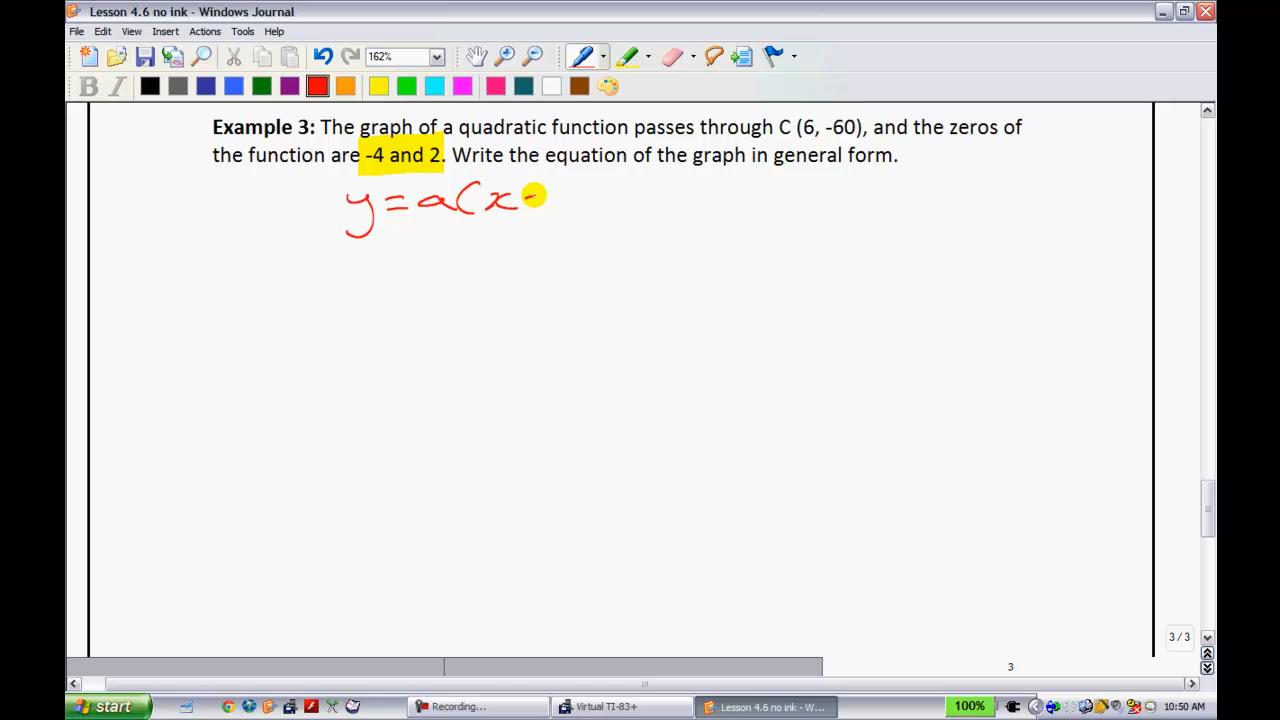 Lesson 4.6 no ink - Windows Journal
File Edit View Insert Actions Tools Help
162%
B I
Example 3: The graph of a quadratic function passes through C (6, -60), and the zeros of
the function are -4 and 2. Write the equation of the graph in general form.
y = a(x -
3 / 3
3
start Recording... Virtual TI-83+ Lesson 4.6 no ink - W... 100% 10:50 AM